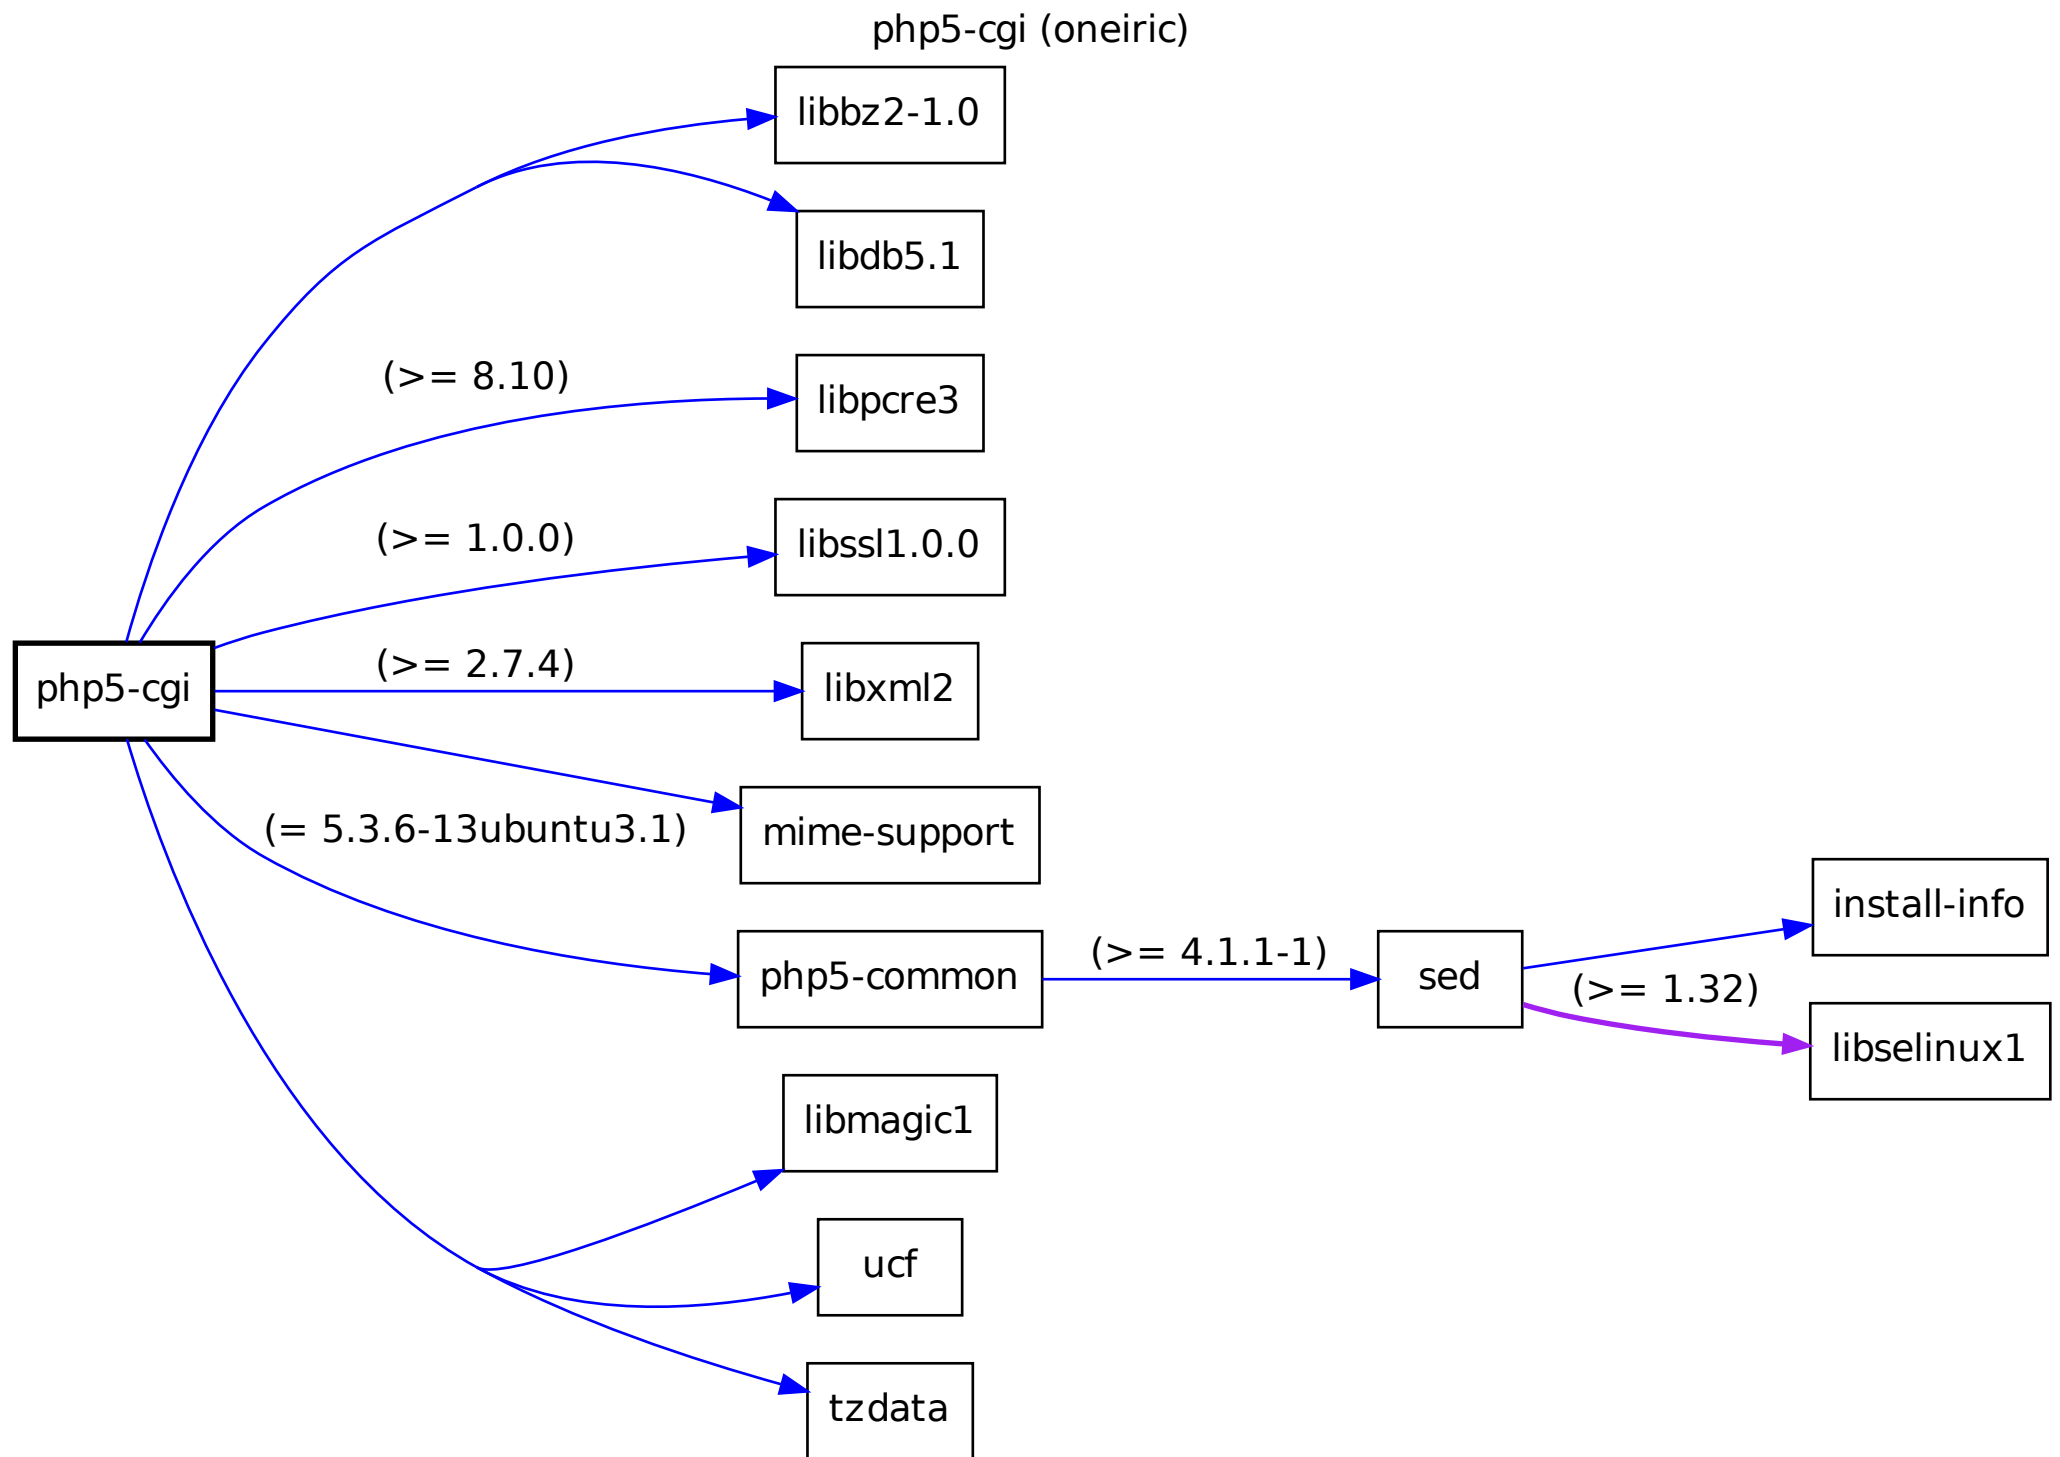 php5-cgi (oneiric)
libbz2-1.0
libdb5.1
(>= 8.10)
libpcre3
(>= 1.0.0)
libssl1.0.0
php5-cgi
(>= 2.7.4)
libxml2
(= 5.3.6-13ubuntu3.1)
mime-support
php5-common
(>= 4.1.1-1)
sed
install-info
(>= 1.32)
libselinux1
libmagic1
ucf
tzdata